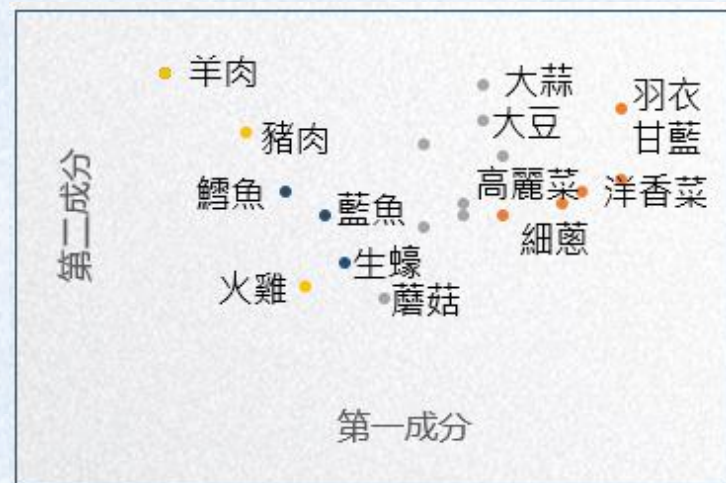 羊肉
大蒜
羽衣
甘藍
大豆
豬肉
高麗菜
洋香菜
鱈魚
藍魚
細蔥
生蠔
火雞
蘑菇
第二成分
第一成分